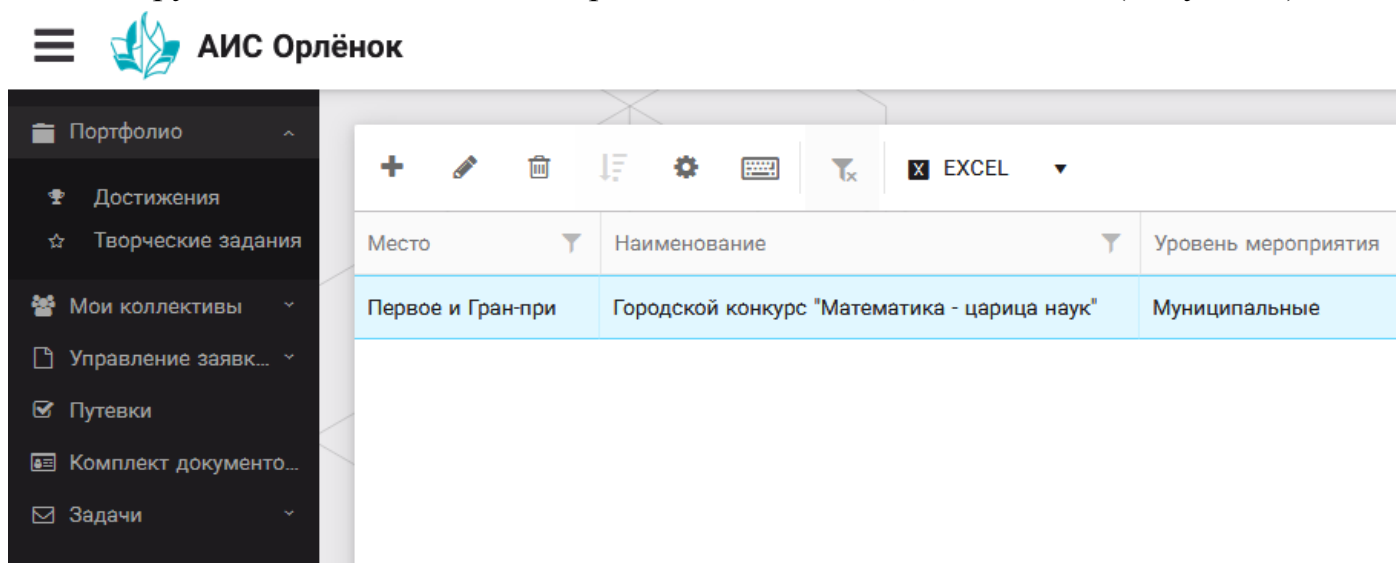 АИС Орлёнок
Портфолио
Достижения
Творческие задания
Мои коллективы
Управление заявк...
Путевки
Комплект документо...
Задачи
EXCEL
Место Наименование Уровень мероприятия
Первое и Гран-при Городской конкурс "Математика - царица наук" Муниципальные